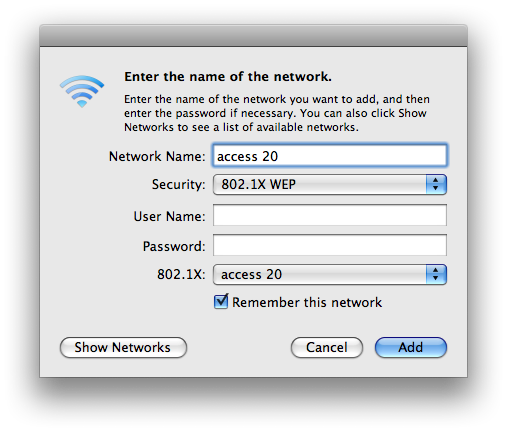 Enter the name of the network.
Enter the name of the network you want to add, and then
enter the password if necessary. You can also click Show
Networks to see a list of available networks.
Network Name: access 20
Security: 802.1X WEP
User Name:
Password:
802.1X: access 20
Remember this network
Show Networks Cancel Add